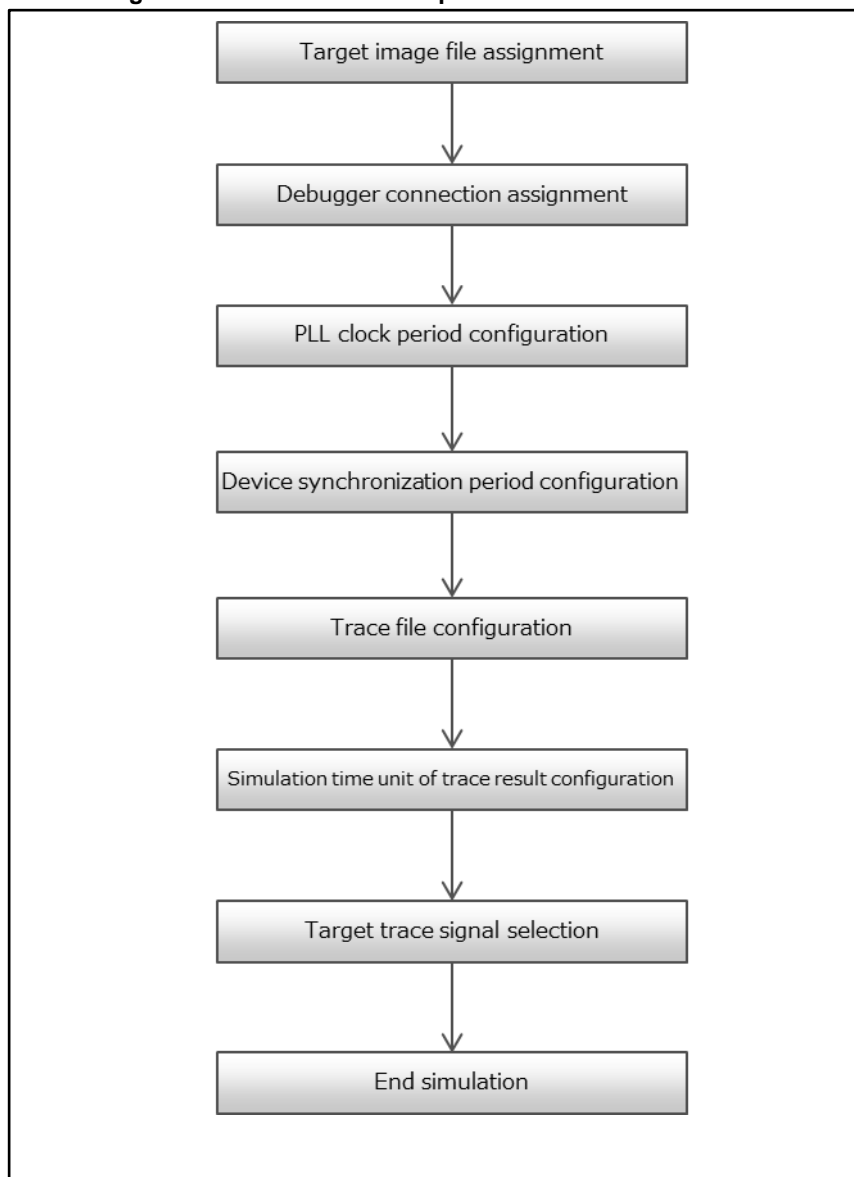 Target image file assignment
Debugger connection assignment
PLL clock period configuration
Device synchronization period configuration
Trace file configuration
Simulation time unit of trace result configuration
Target trace signal selection
End simulation